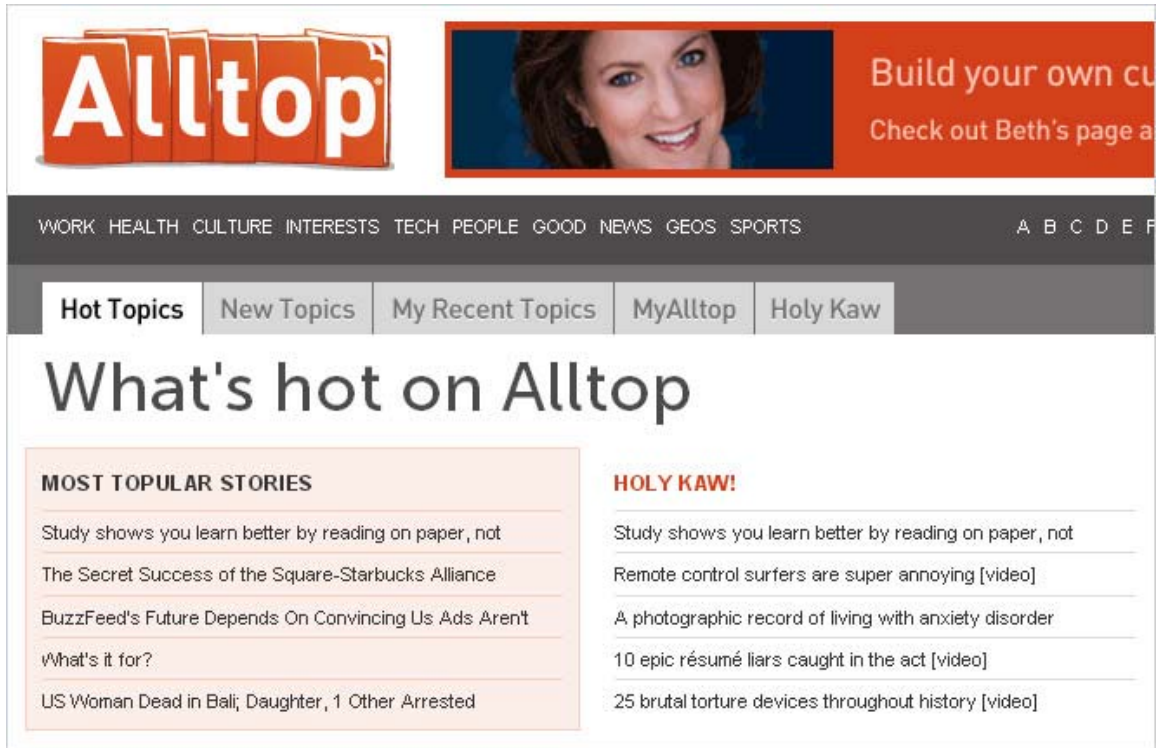 Alltop
Build your own cu
Check out Beth's page a
WORK HEALTH CULTURE INTERESTS TECH PEOPLE GOOD NEWS GEOS SPORTS A B C D E F
Hot Topics New Topics My Recent Topics MyAlltop Holy Kaw
What's hot on Alltop
MOST TOPULAR STORIES
Study shows you learn better by reading on paper, not
The Secret Success of the Square-Starbucks Alliance
BuzzFeed's Future Depends On Convincing Us Ads Aren't
What's it for?
US Woman Dead in Bali; Daughter, 1 Other Arrested
HOLY KAW!
Study shows you learn better by reading on paper, not
Remote control surfers are super annoying [video]
A photographic record of living with anxiety disorder
10 epic résumé liars caught in the act [video]
25 brutal torture devices throughout history [video]